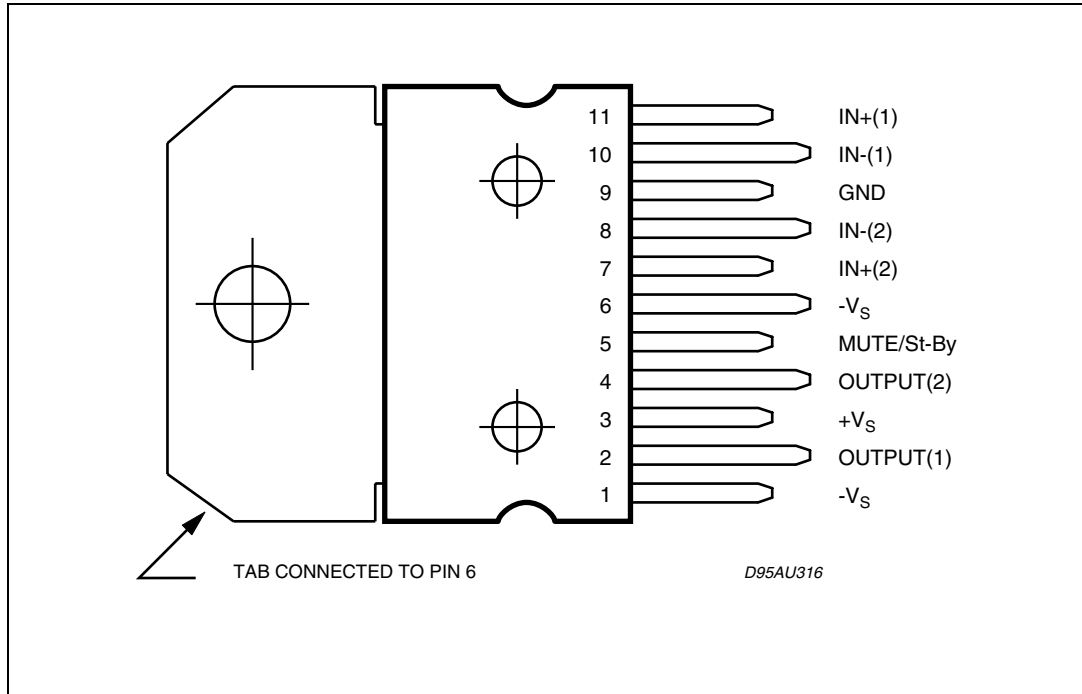 11 IN+(1)
10 IN-(1)
9 GND
8 IN-(2)
7 IN+(2)
6 -VS
5 MUTE/St-By
4 OUTPUT(2)
3 +VS
2 OUTPUT(1)
1 -VS
TAB CONNECTED TO PIN 6
D95AU316